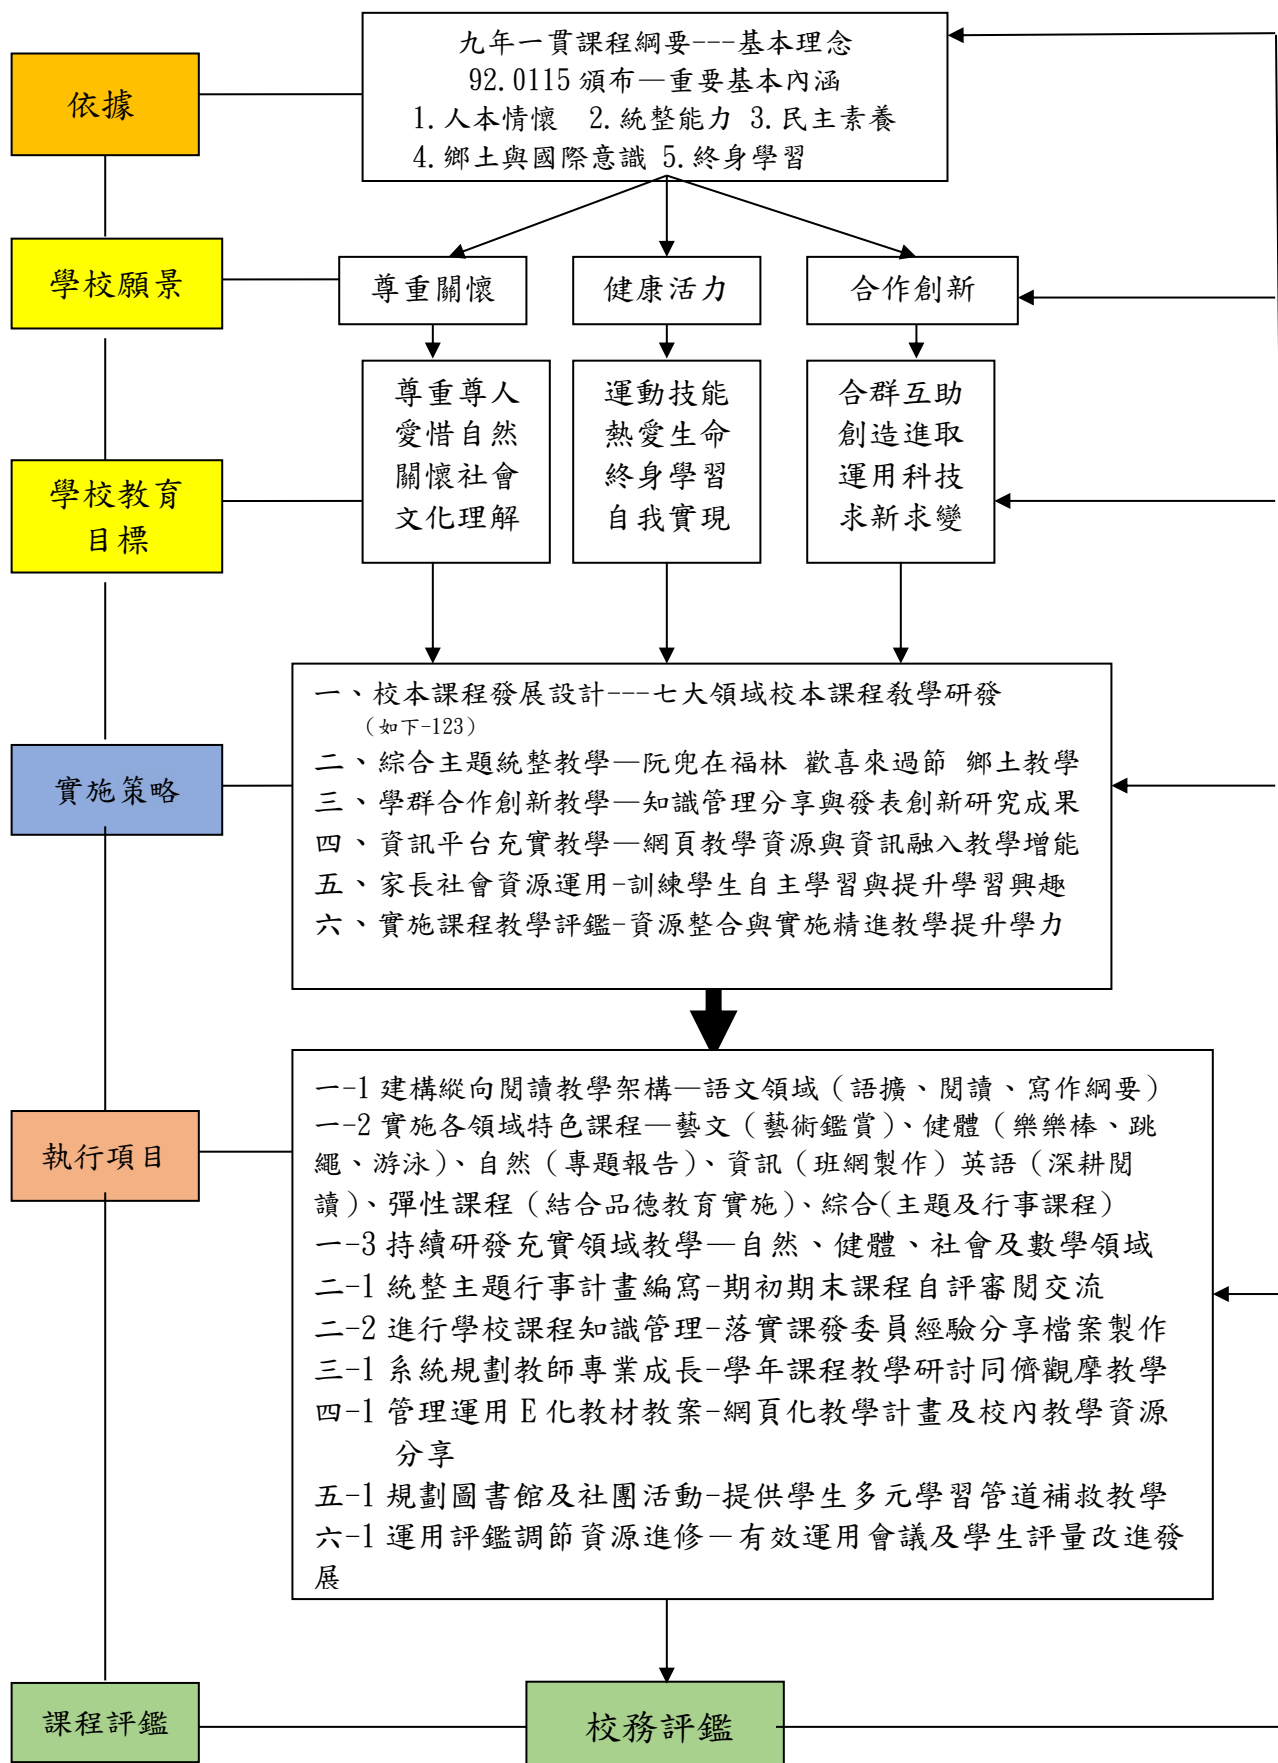 九年一貫課程綱要---基本理念
92.0115 頒布—重要基本內涵
1.人本情懷 2.統整能力 3.民主素養
4.鄉土與國際意識 5.終身學習
依據
學校願景
尊重關懷
健康活力
合作創新
學校教育
目標
尊重尊人
愛惜自然
關懷社會
文化理解
運動技能
熱愛生命
終身學習
自我實現
合群互助
創造進取
運用科技
求新求變
實施策略
一、校本課程發展設計---七大領域校本課程教學研發
（如下-123）
二、綜合主題統整教學—阮兜在福林 歡喜來過節 鄉土教學
三、學群合作創新教學—知識管理分享與發表創新研究成果
四、資訊平台充實教學—網頁教學資源與資訊融入教學增能
五、家長社會資源運用-訓練學生自主學習與提升學習興趣
六、實施課程教學評鑑-資源整合與實施精進教學提升學力
執行項目
一-1 建構縱向閱讀教學架構—語文領域（語擴、閱讀、寫作綱要）
一-2 實施各領域特色課程—藝文（藝術鑑賞）、健體（樂樂棒、跳
繩、游泳）、自然（專題報告）、資訊（班網製作）英語（深耕閱
讀）、彈性課程（結合品德教育實施）、綜合(主題及行事課程）
一-3 持續研發充實領域教學—自然、健體、社會及數學領域
二-1 統整主題行事計畫編寫-期初期末課程自評審閱交流
二-2 進行學校課程知識管理-落實課發委員經驗分享檔案製作
三-1 系統規劃教師專業成長-學年課程教學研討同儕觀摩教學
四-1 管理運用 E 化教材教案-網頁化教學計畫及校內教學資源
分享
五-1 規劃圖書館及社團活動-提供學生多元學習管道補救教學
六-1 運用評鑑調節資源進修－有效運用會議及學生評量改進發
展
課程評鑑
校務評鑑